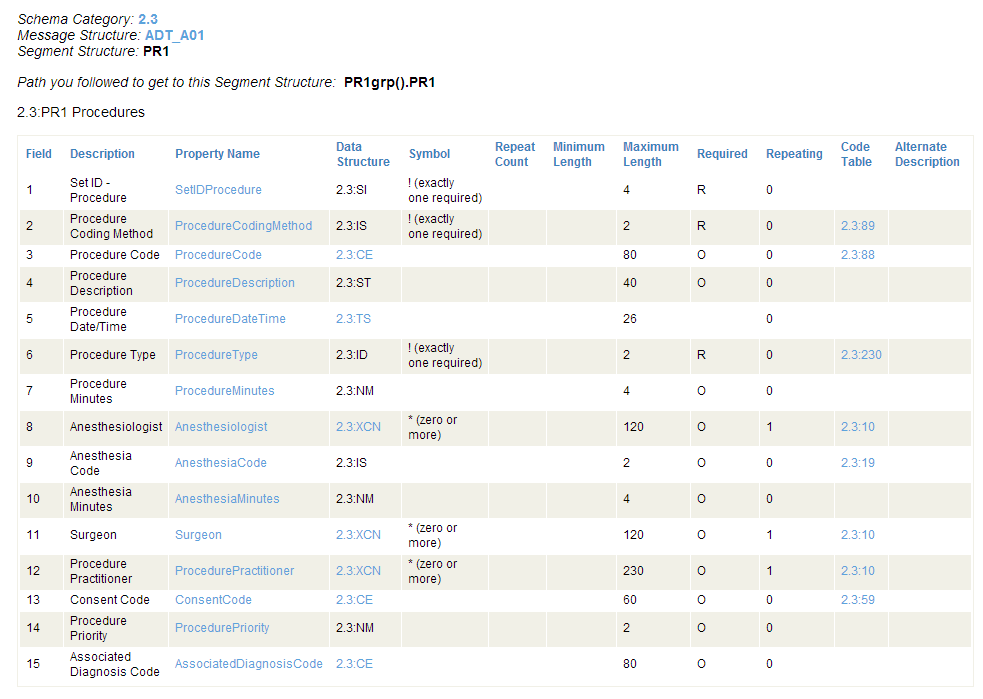 Schema Category: 2.3
Message Structure: ADT_A01
Segment Structure: PR1
Path you followed to get to this Segment Structure: PR1grp().PR1
2.3:PR1 Procedures
Field Description Property Name Data Structure Symbol Repeat Count Minimum Length Maximum Length Required Repeating Code Table Alternate Description
1 Set ID - Procedure SetIDProcedure 2.3:SI ! (exactly one required) 4 R 0
2 Procedure Coding Method ProcedureCodingMethod 2.3:IS ! (exactly one required) 2 R 0 2.3:89
3 Procedure Code ProcedureCode 2.3:CE 80 O 0 2.3:88
4 Procedure Description ProcedureDescription 2.3:ST 40 O 0
5 Procedure Date/Time ProcedureDateTime 2.3:TS 26 0
6 Procedure Type ProcedureType 2.3:ID ! (exactly one required) 2 R 0 2.3:230
7 Procedure Minutes ProcedureMinutes 2.3:NM 4 O 0
8 Anesthesiologist Anesthesiologist 2.3:XCN * (zero or more) 120 O 1 2.3:10
9 Anesthesia Code AnesthesiaCode 2.3:IS 2 O 0 2.3:19
10 Anesthesia Minutes AnesthesiaMinutes 2.3:NM 4 O 0
11 Surgeon Surgeon 2.3:XCN * (zero or more) 120 O 1 2.3:10
12 Procedure Practitioner ProcedurePractitioner 2.3:XCN * (zero or more) 230 O 1 2.3:10
13 Consent Code ConsentCode 2.3:CE 60 O 0 2.3:59
14 Procedure Priority ProcedurePriority 2.3:NM 2 O 0
15 Associated Diagnosis Code AssociatedDiagnosisCode 2.3:CE 80 O 0